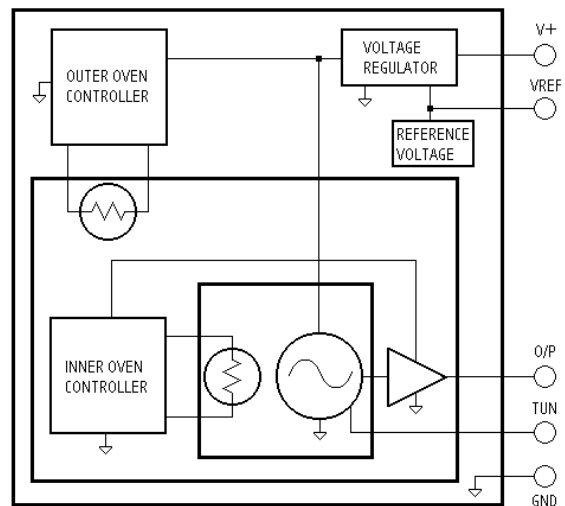 OUTER OVEN
CONTROLLER
VOLTAGE
REGULATOR
V+
VREF
REFERENCE
VOLTAGE
INNER OVEN
CONTROLLER
O/P
TUN
GND